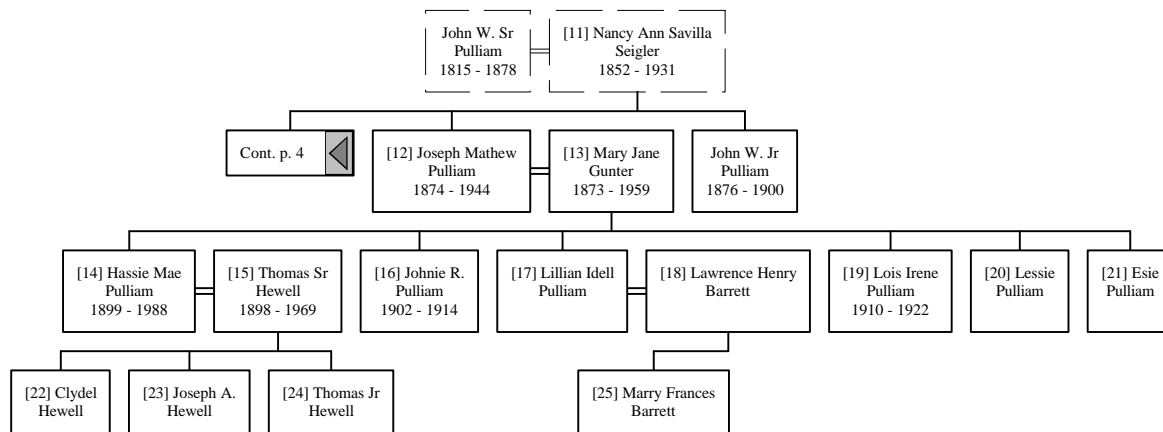 John W. Sr
Pulliam
1815 - 1878
[11] Nancy Ann Savilla
Seigler
1852 - 1931
Cont. p. 4
[12] Joseph Mathew
Pulliam
1874 - 1944
[13] Mary Jane
Gunter
1873 - 1959
John W. Jr
Pulliam
1876 - 1900
[14] Hassie Mae
Pulliam
1899 - 1988
[15] Thomas Sr
Hewell
1898 - 1969
[16] Johnie R.
Pulliam
1902 - 1914
[17] Lillian Idell
Pulliam
[18] Lawrence Henry
Barrett
[19] Lois Irene
Pulliam
1910 - 1922
[20] Lessie
Pulliam
[21] Esie
Pulliam
[22] Clydel
Hewell
[23] Joseph A.
Hewell
[24] Thomas Jr
Hewell
[25] Marry Frances
Barrett